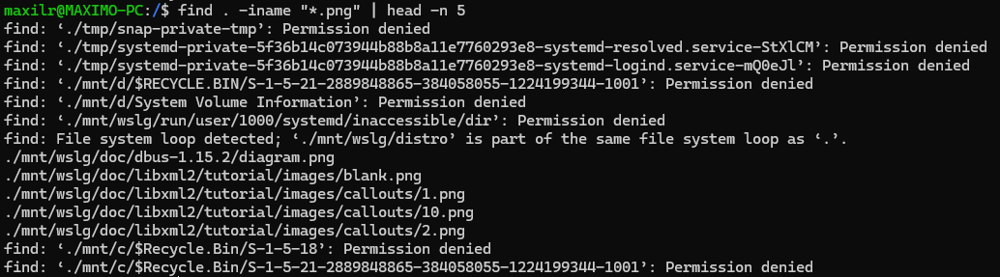 maxilr@MAXIMO-PC:/$ find . -iname "*.png" | head -n 5
find: ‘./tmp/snap-private-tmp’: Permission denied
find: ‘./tmp/systemd-private-5f36b14c073944b88b8a11e7760293e8-systemd-resolved.service-StXlCM’: Permission denied
find: ‘./tmp/systemd-private-5f36b14c073944b88b8a11e7760293e8-systemd-logind.service-mQ0eJl’: Permission denied
find: ‘./mnt/d/$RECYCLE.BIN/S-1-5-21-2889848865-384058055-1224199344-1001’: Permission denied
find: ‘./mnt/d/System Volume Information’: Permission denied
find: ‘./mnt/wslg/run/user/1000/systemd/inaccessible/dir’: Permission denied
find: File system loop detected; ‘./mnt/wslg/distro’ is part of the same file system loop as ‘.’.
./mnt/wslg/doc/dbus-1.15.2/diagram.png
./mnt/wslg/doc/libxml2/tutorial/images/blank.png
./mnt/wslg/doc/libxml2/tutorial/images/callouts/1.png
./mnt/wslg/doc/libxml2/tutorial/images/callouts/10.png
./mnt/wslg/doc/libxml2/tutorial/images/callouts/2.png
find: ‘./mnt/c/$Recycle.Bin/S-1-5-18’: Permission denied
find: ‘./mnt/c/$Recycle.Bin/S-1-5-21-2889848865-384058055-1224199344-1001’: Permission denied